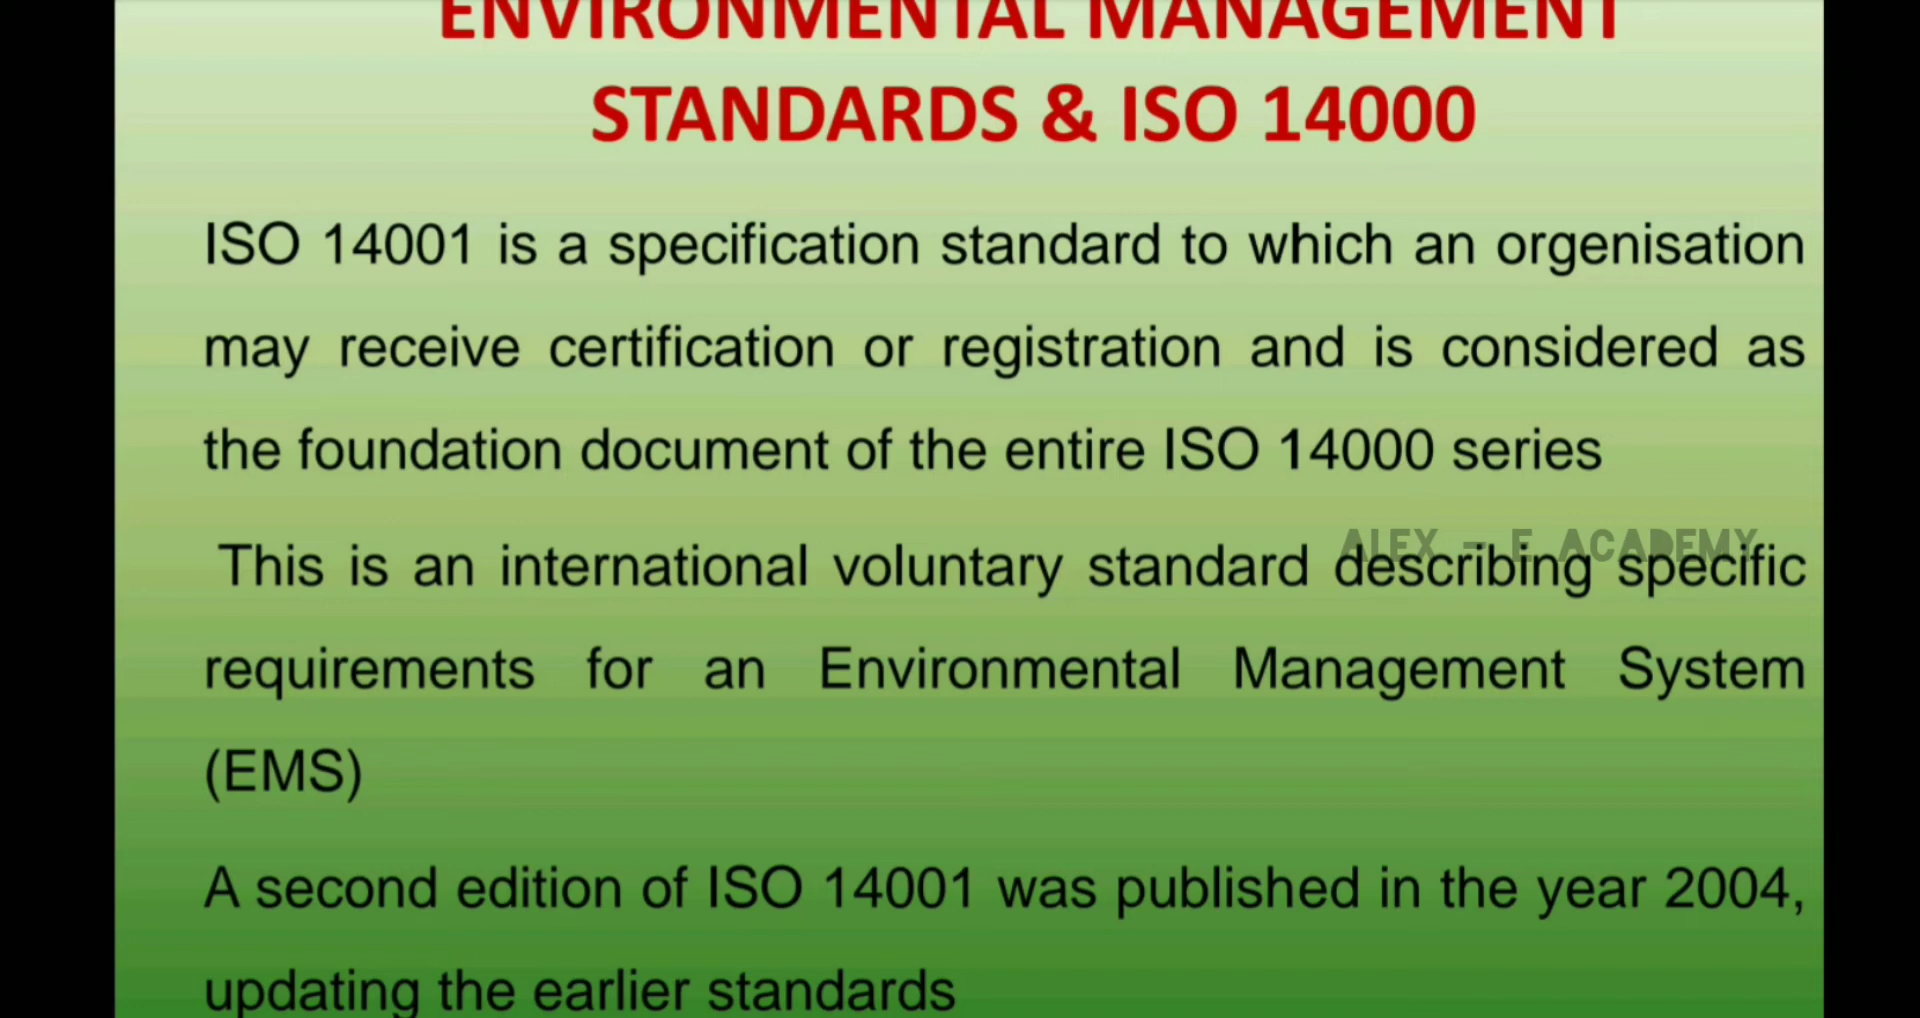 ENVIRONMENTAL MANAGEMENT
STANDARDS & ISO 14000
ISO 14001 is a specification standard to which an orgenisation
may receive certification or registration and is considered as
the foundation document of the entire ISO 14000 series
ALEX - E ACADEMY
This is an international voluntary standard describing specific
requirements for an Environmental Management System
(EMS)
A second edition of ISO 14001 was published in the year 2004,
updating the earlier standards